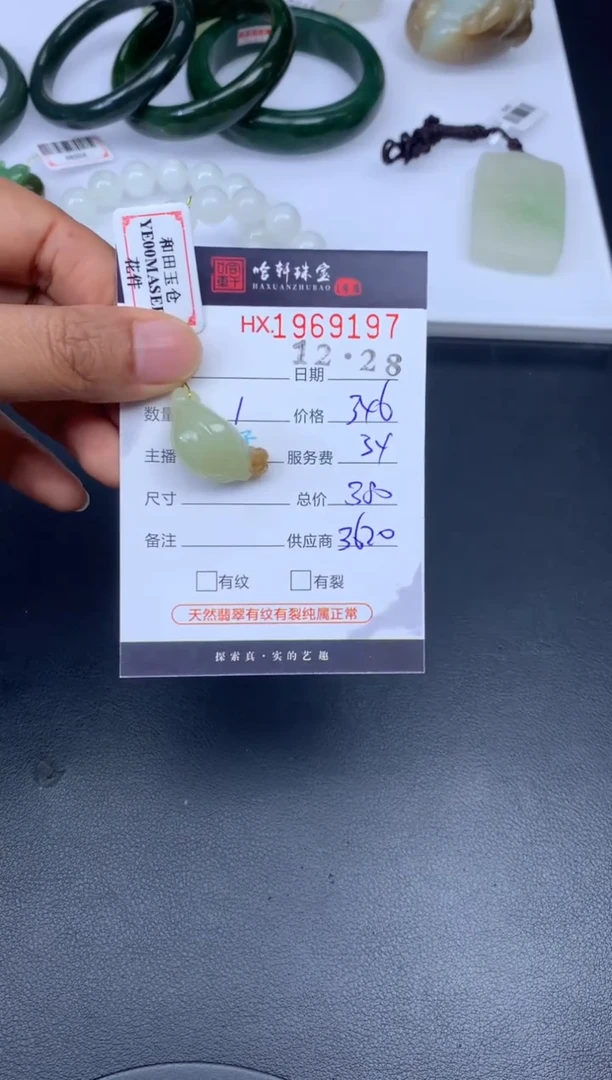 和田玉仓
YE00MASE
花件
哈轩珠宝
HAXUANZHUBAO
HX.1969197
12·28
日期
数量 1 价格 346
主播 服务费 34
尺寸 总价 380
备注 供应商 3620
有纹 有裂
天然翡翠有纹有裂纯属正常
探索真·实的艺趣